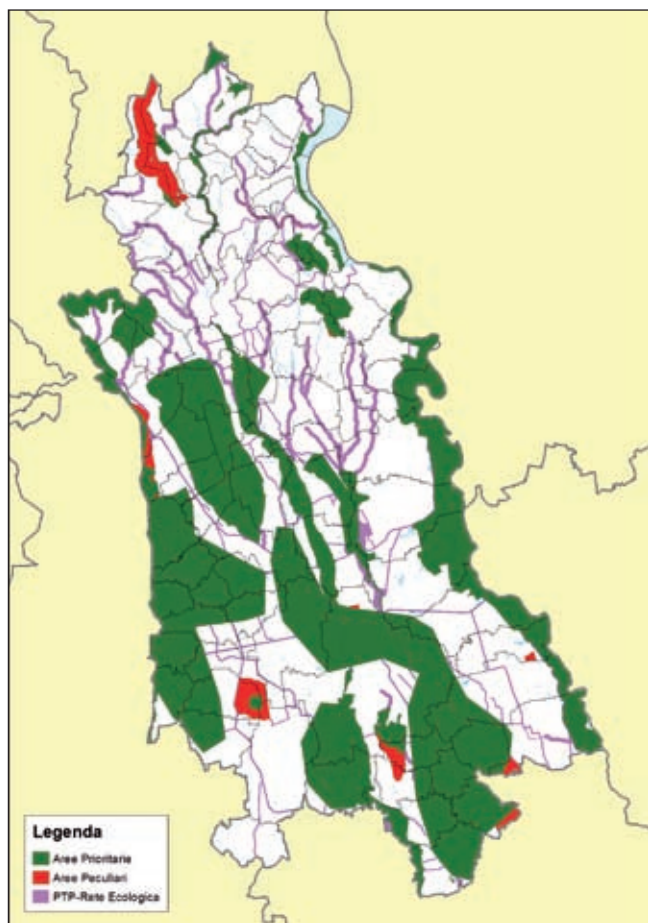 Legenda
Aree Prioritarie
Aree Peculiari
PTP-Rete Ecologica